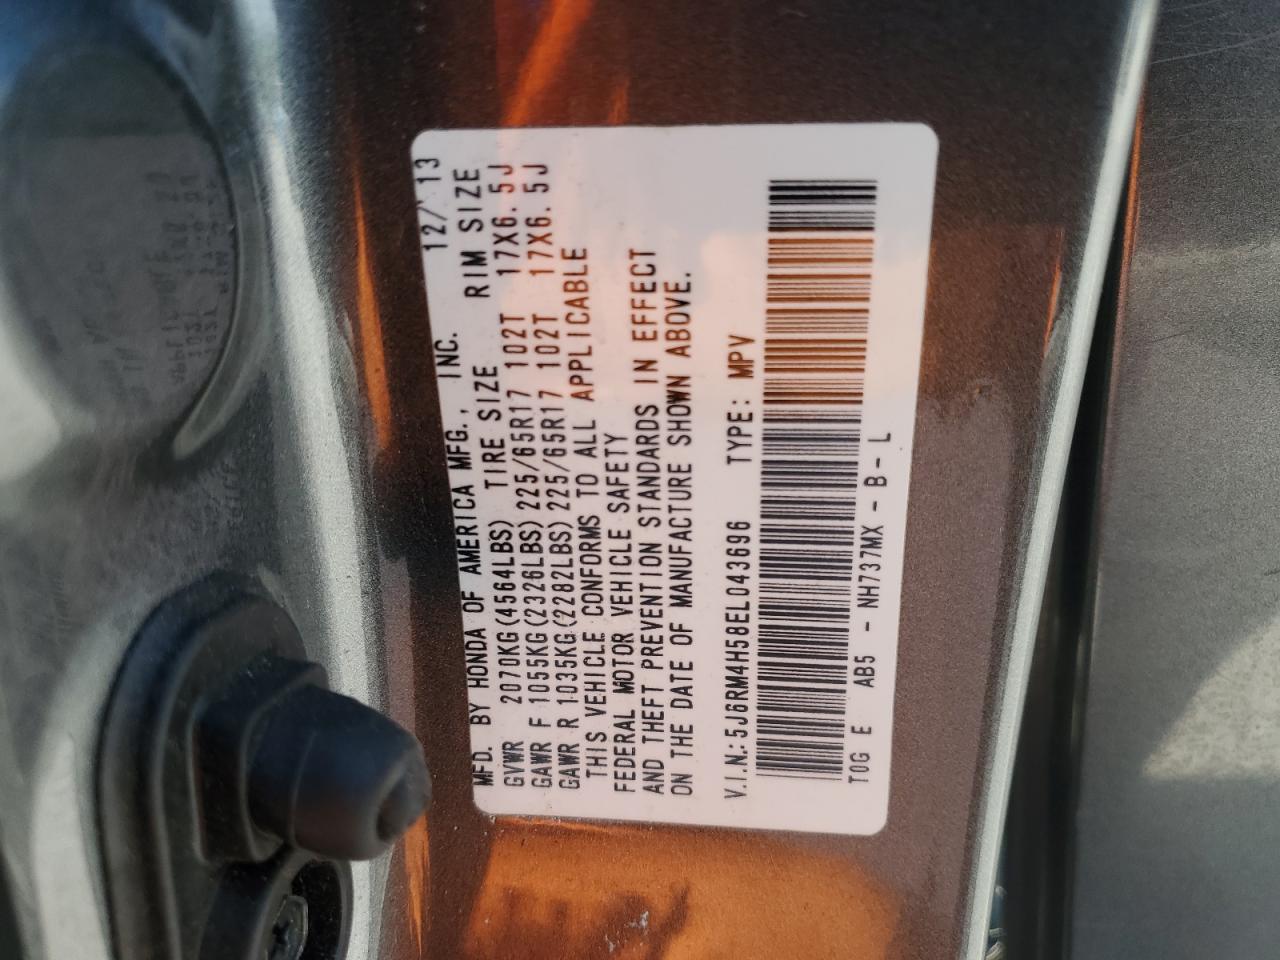 MFD. BY HONDA OF AMERICA MFG., INC. 12/13
GVWR 2070KG(4564LBS) TIRE SIZE RIM SIZE
GAWR F 1055KG(2326LBS) 225/65R17 102T 17X6.5J
GAWR R 1035KG(2282LBS) 225/65R17 102T 17X6.5J
THIS VEHICLE CONFORMS TO ALL APPLICABLE
FEDERAL MOTOR VEHICLE SAFETY
AND THEFT PREVENTION STANDARDS IN EFFECT
ON THE DATE OF MANUFACTURE SHOWN ABOVE.
V.I.N.: 5J6RM4H58EL043696 TYPE: MPV
TOG E AB5 - NH737MX - B - L